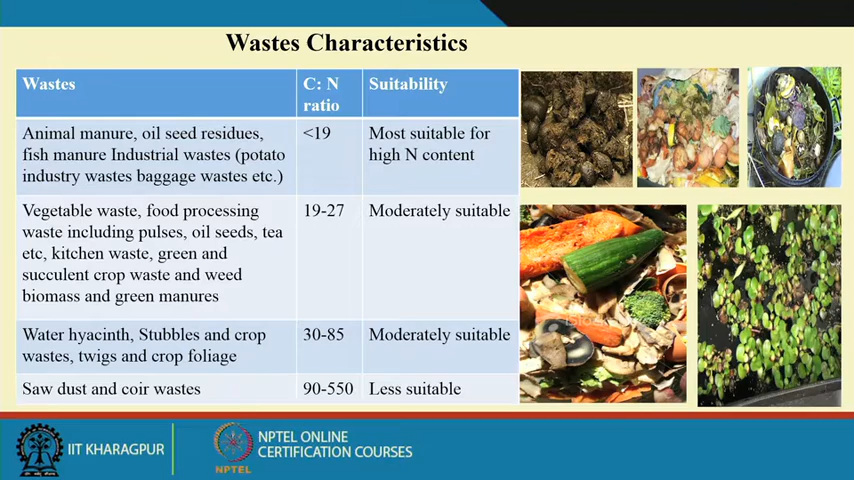 Wastes Characteristics
Wastes
C: N
ratio
Suitability
Animal manure, oil seed residues,
fish manure Industrial wastes (potato
industry wastes baggage wastes etc.)
<19
Most suitable for
high N content
Vegetable waste, food processing
waste including pulses, oil seeds, tea
etc, kitchen waste, green and
succulent crop waste and weed
biomass and green manures
19-27
Moderately suitable
Water hyacinth, Stubbles and crop
wastes, twigs and crop foliage
30-85
Moderately suitable
Saw dust and coir wastes
90-550
Less suitable
IIT KHARAGPUR
NPTEL
NPTEL ONLINE
CERTIFICATION COURSES